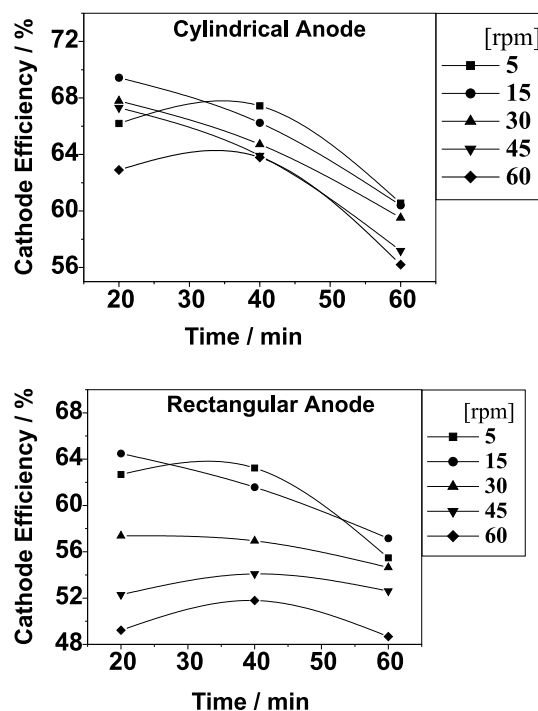 Cylindrical Anode
Cathode Efficiency / %
72
68
64
60
56
20 30 40 50 60
Time / min
[rpm]
5
15
30
45
60
Rectangular Anode
Cathode Efficiency / %
68
64
60
56
52
48
20 30 40 50 60
Time / min
[rpm]
5
15
30
45
60